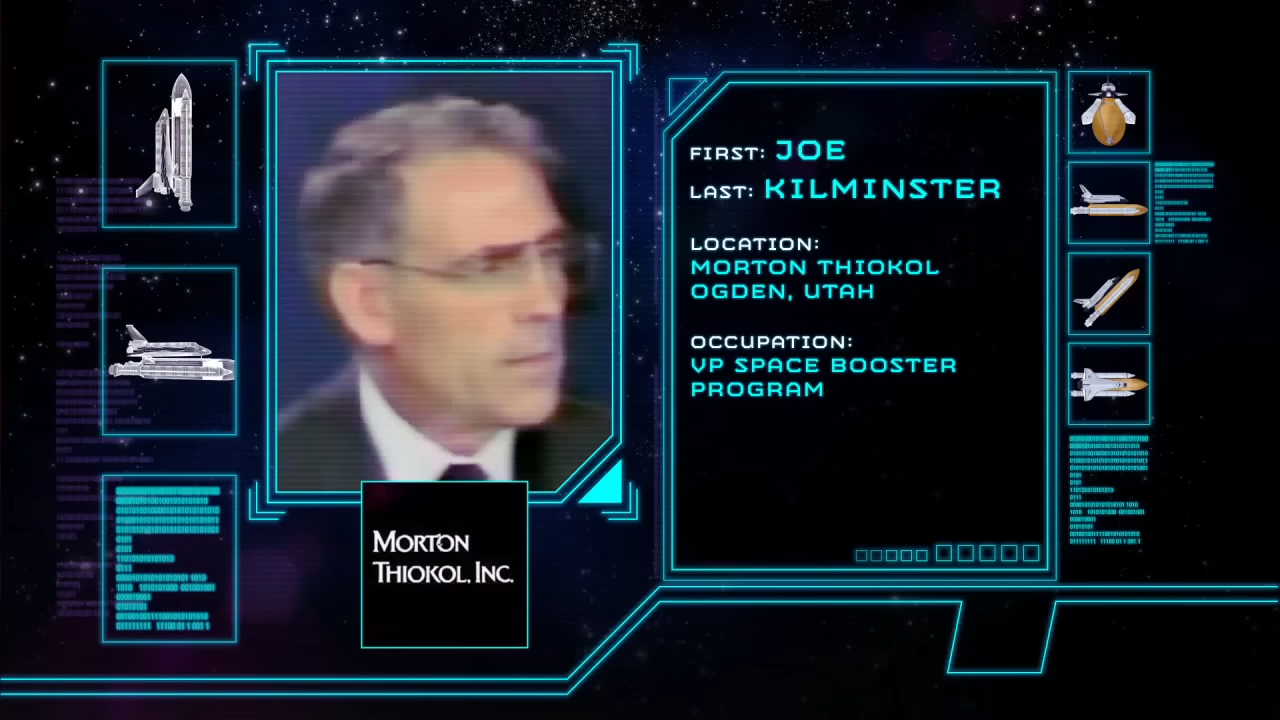 FIRST: JOE
LAST: KILMINSTER
LOCATION:
MORTON THIOKOL
OGDEN, UTAH
OCCUPATION:
VP SPACE BOOSTER
PROGRAM
MORTON
THIOKOL, INC.